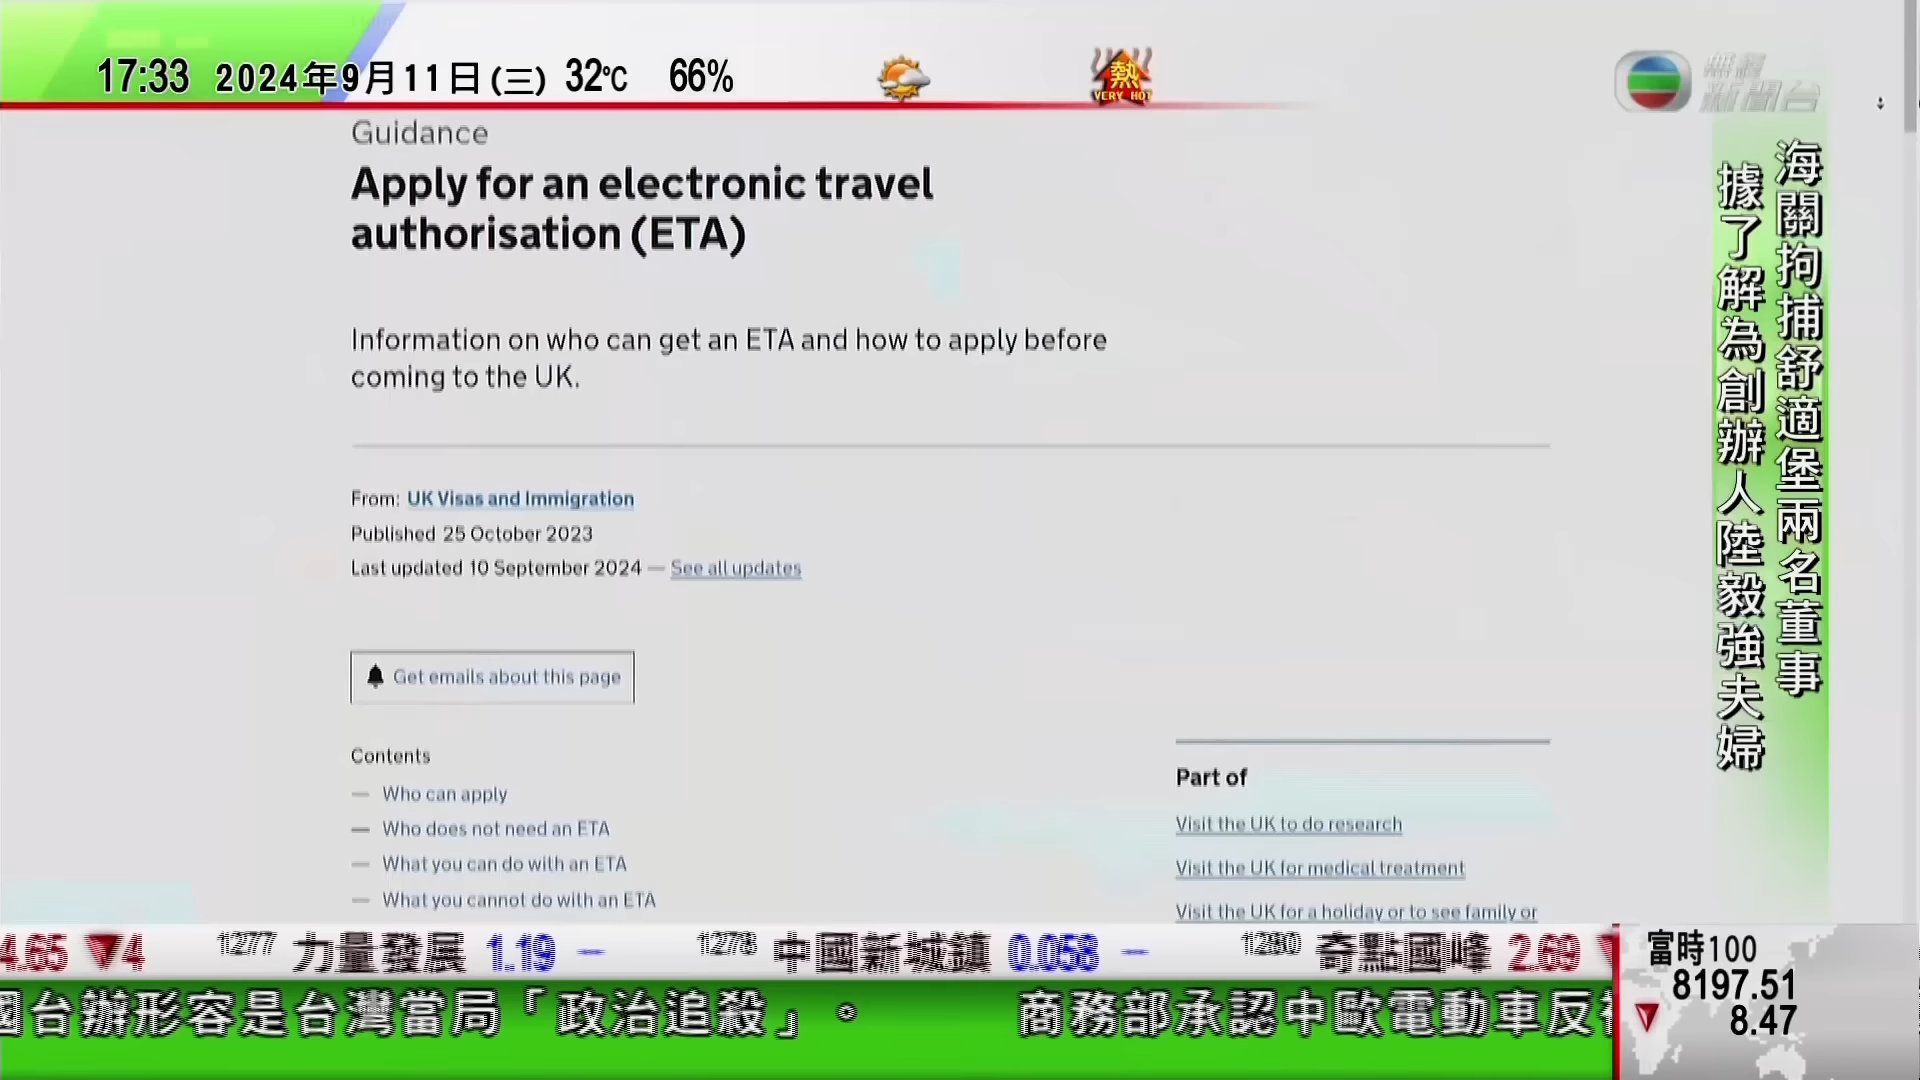 17:33 2024年9月11日(三) 32℃ 66%
熱
VERY HOT
無綫
新聞台
Guidance
Apply for an electronic travel
authorisation (ETA)
Information on who can get an ETA and how to apply before
coming to the UK.
From: UK Visas and Immigration
Published 25 October 2023
Last updated 10 September 2024 — See all updates
Get emails about this page
Contents
— Who can apply
— Who does not need an ETA
— What you can do with an ETA
— What you cannot do with an ETA
Part of
Visit the UK to do research
Visit the UK for medical treatment
Visit the UK for a holiday or to see family or
海關拘捕舒適堡兩名董事
據了解為創辦人陸毅強夫婦
4.65 ▼4 1277 力量發展 1.19 — 1278 中國新城鎮 0.058 — 1280 奇點國峰 2.69
國台辦形容是台灣當局「政治追殺」。 商務部承認中歐電動車反
富時100
8197.51
▼ 8.47